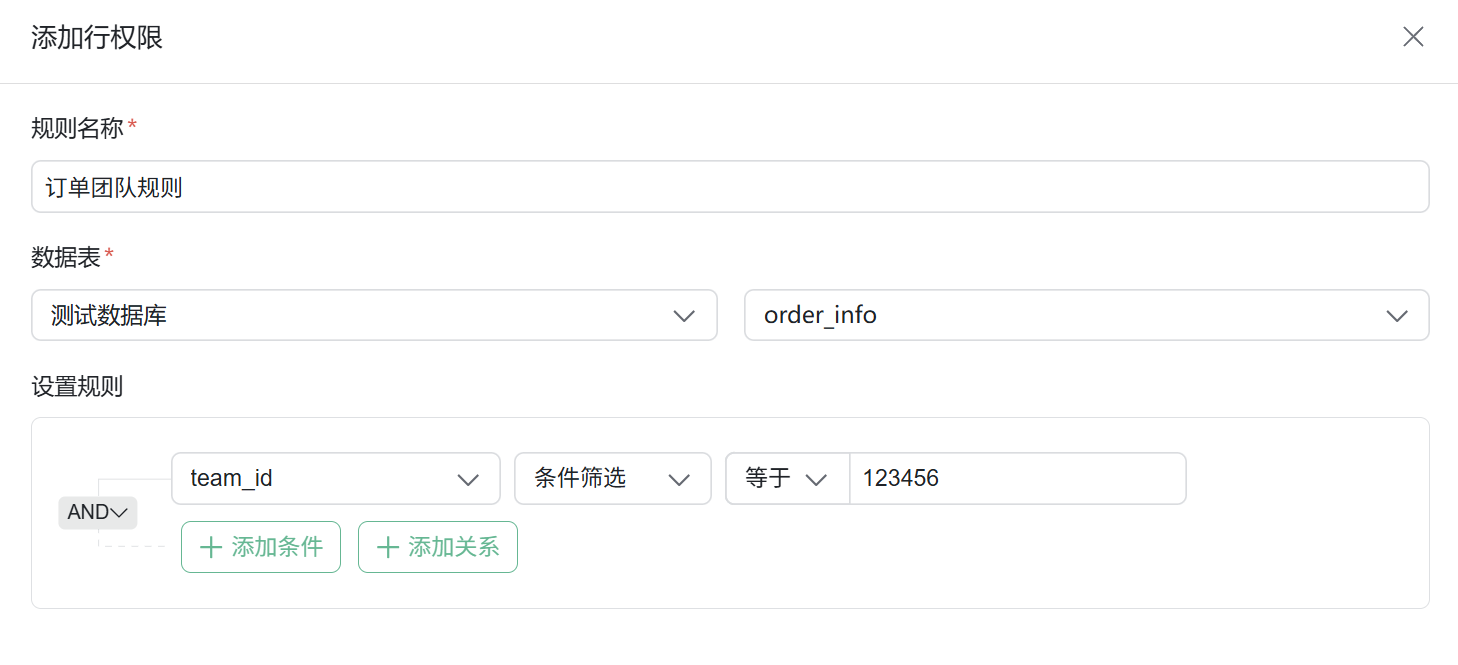 添加行权限
规则名称*
订单团队规则
数据表*
测试数据库 order_info
设置规则
team_id 条件筛选 等于 123456
AND
添加条件 添加关系